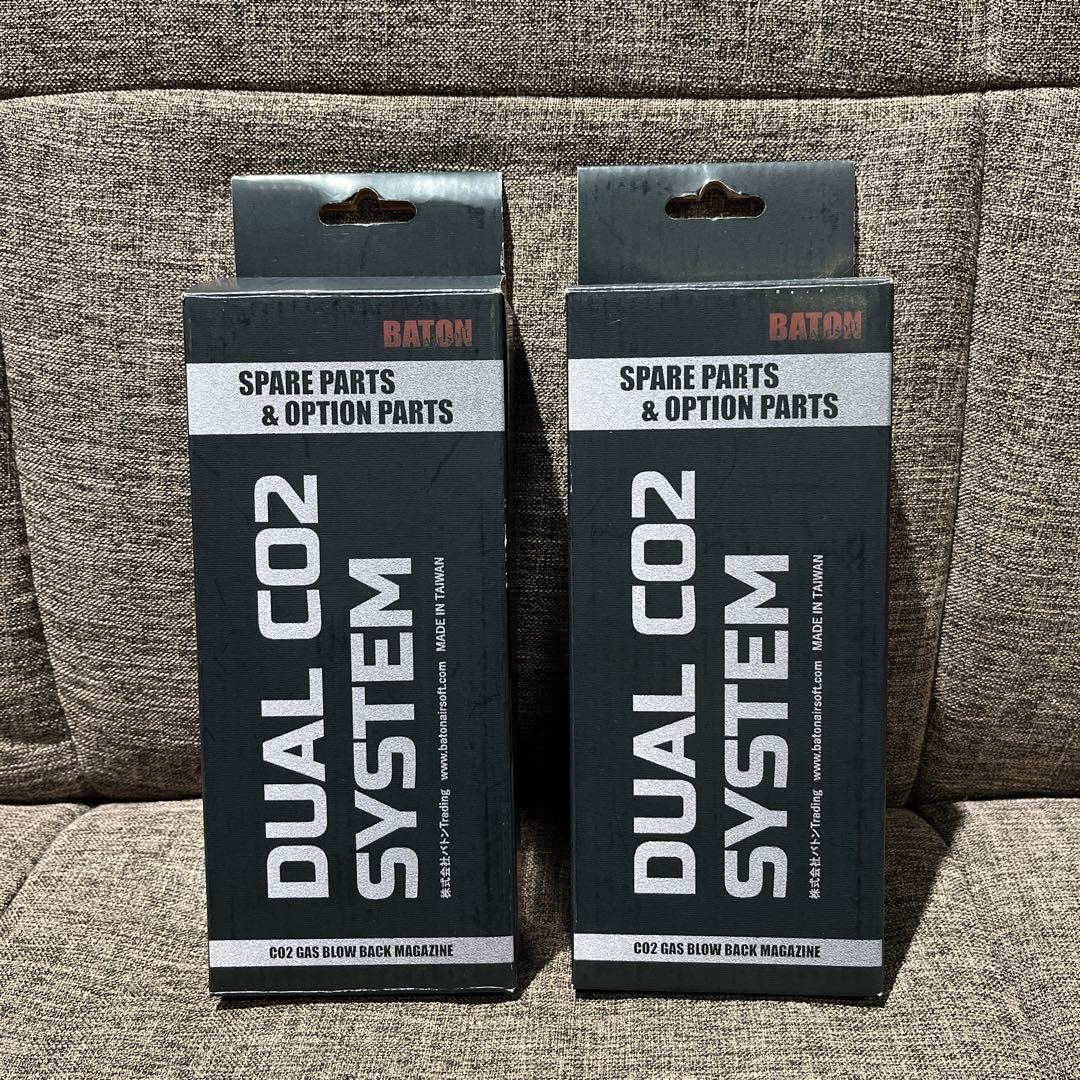 BATON
SPARE PARTS
& OPTION PARTS
DUAL CO2
SYSTEM
株式会社バトンTrading www.batonairsoft.com MADE IN TAIWAN
CO2 GAS BLOW BACK MAGAZINE
BATON
SPARE PARTS
& OPTION PARTS
DUAL CO2
SYSTEM
株式会社バトンTrading www.batonairsoft.com MADE IN TAIWAN
CO2 GAS BLOW BACK MAGAZINE